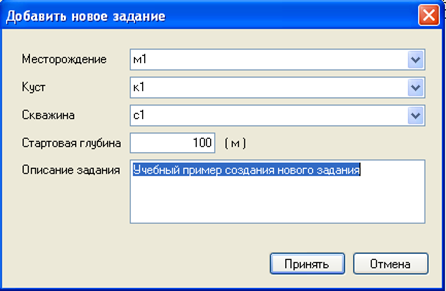 Добавить новое задание
Месторождение м1
Куст к1
Скважина с1
Стартовая глубина 100 ( м )
Описание задания Учебный пример создания нового задания
Принять Отмена